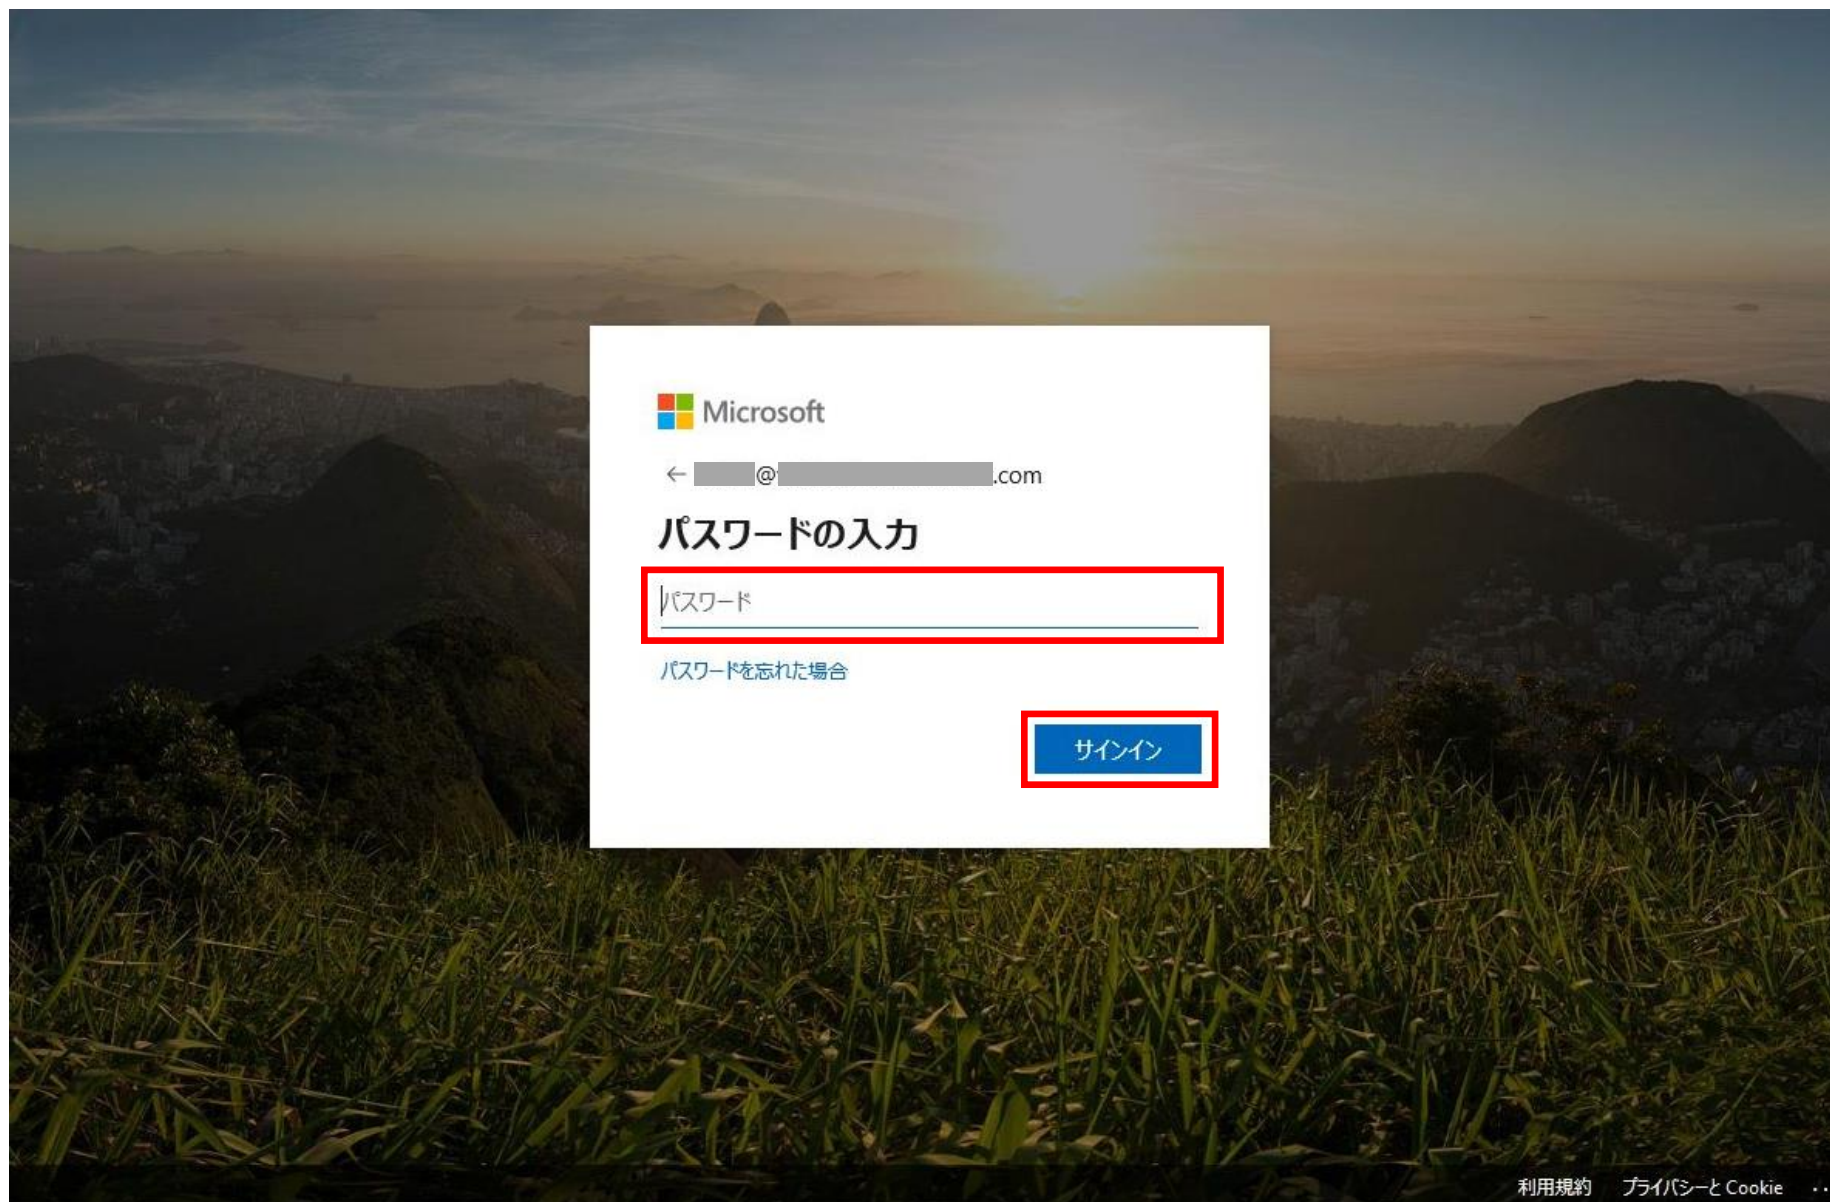 Microsoft
← @ .com
パスワードの入力
パスワード
パスワードを忘れた場合
サインイン
利用規約 プライバシーと Cookie ..